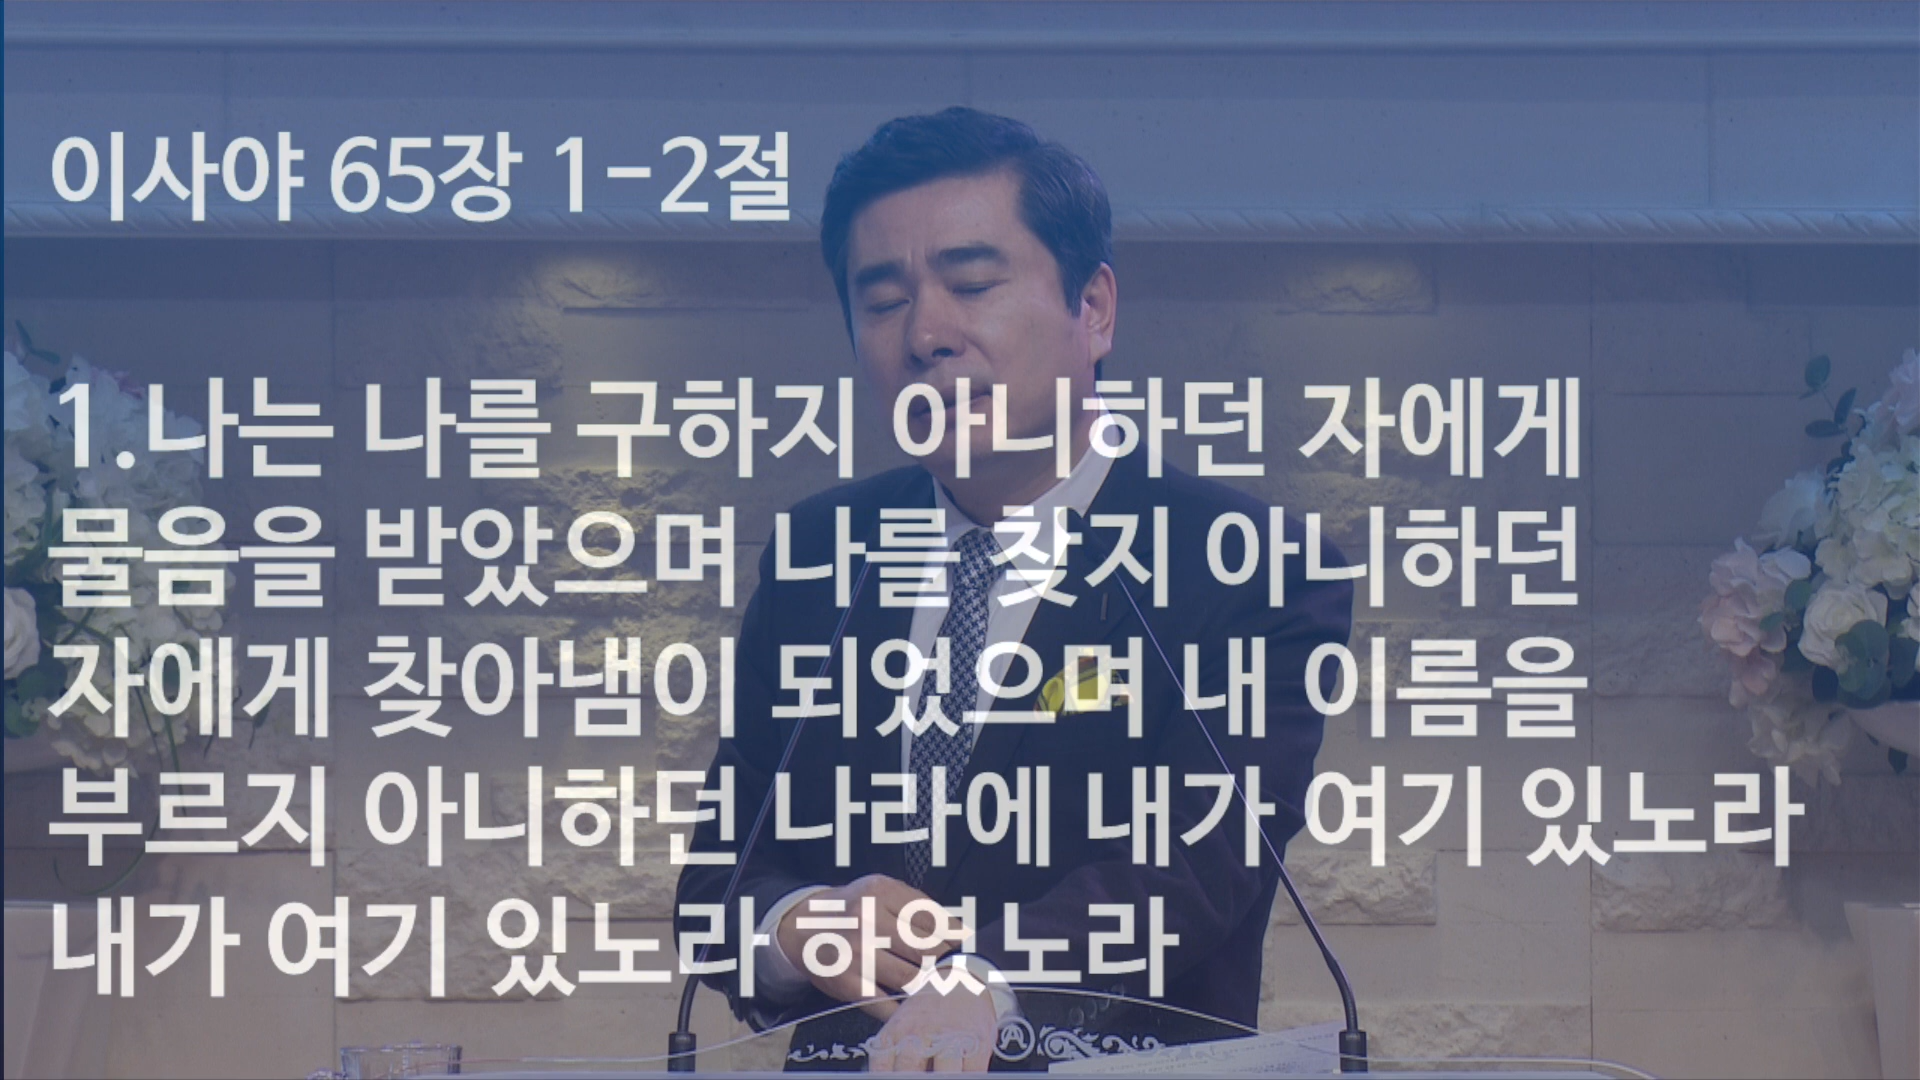 이사야 65장 1-2절
1.나는 나를 구하지 아니하던 자에게
물음을 받았으며 나를 찾지 아니하던
자에게 찾아냄이 되었으며 내 이름을
부르지 아니하던 나라에 내가 여기 있노라
내가 여기 있노라 하였노라